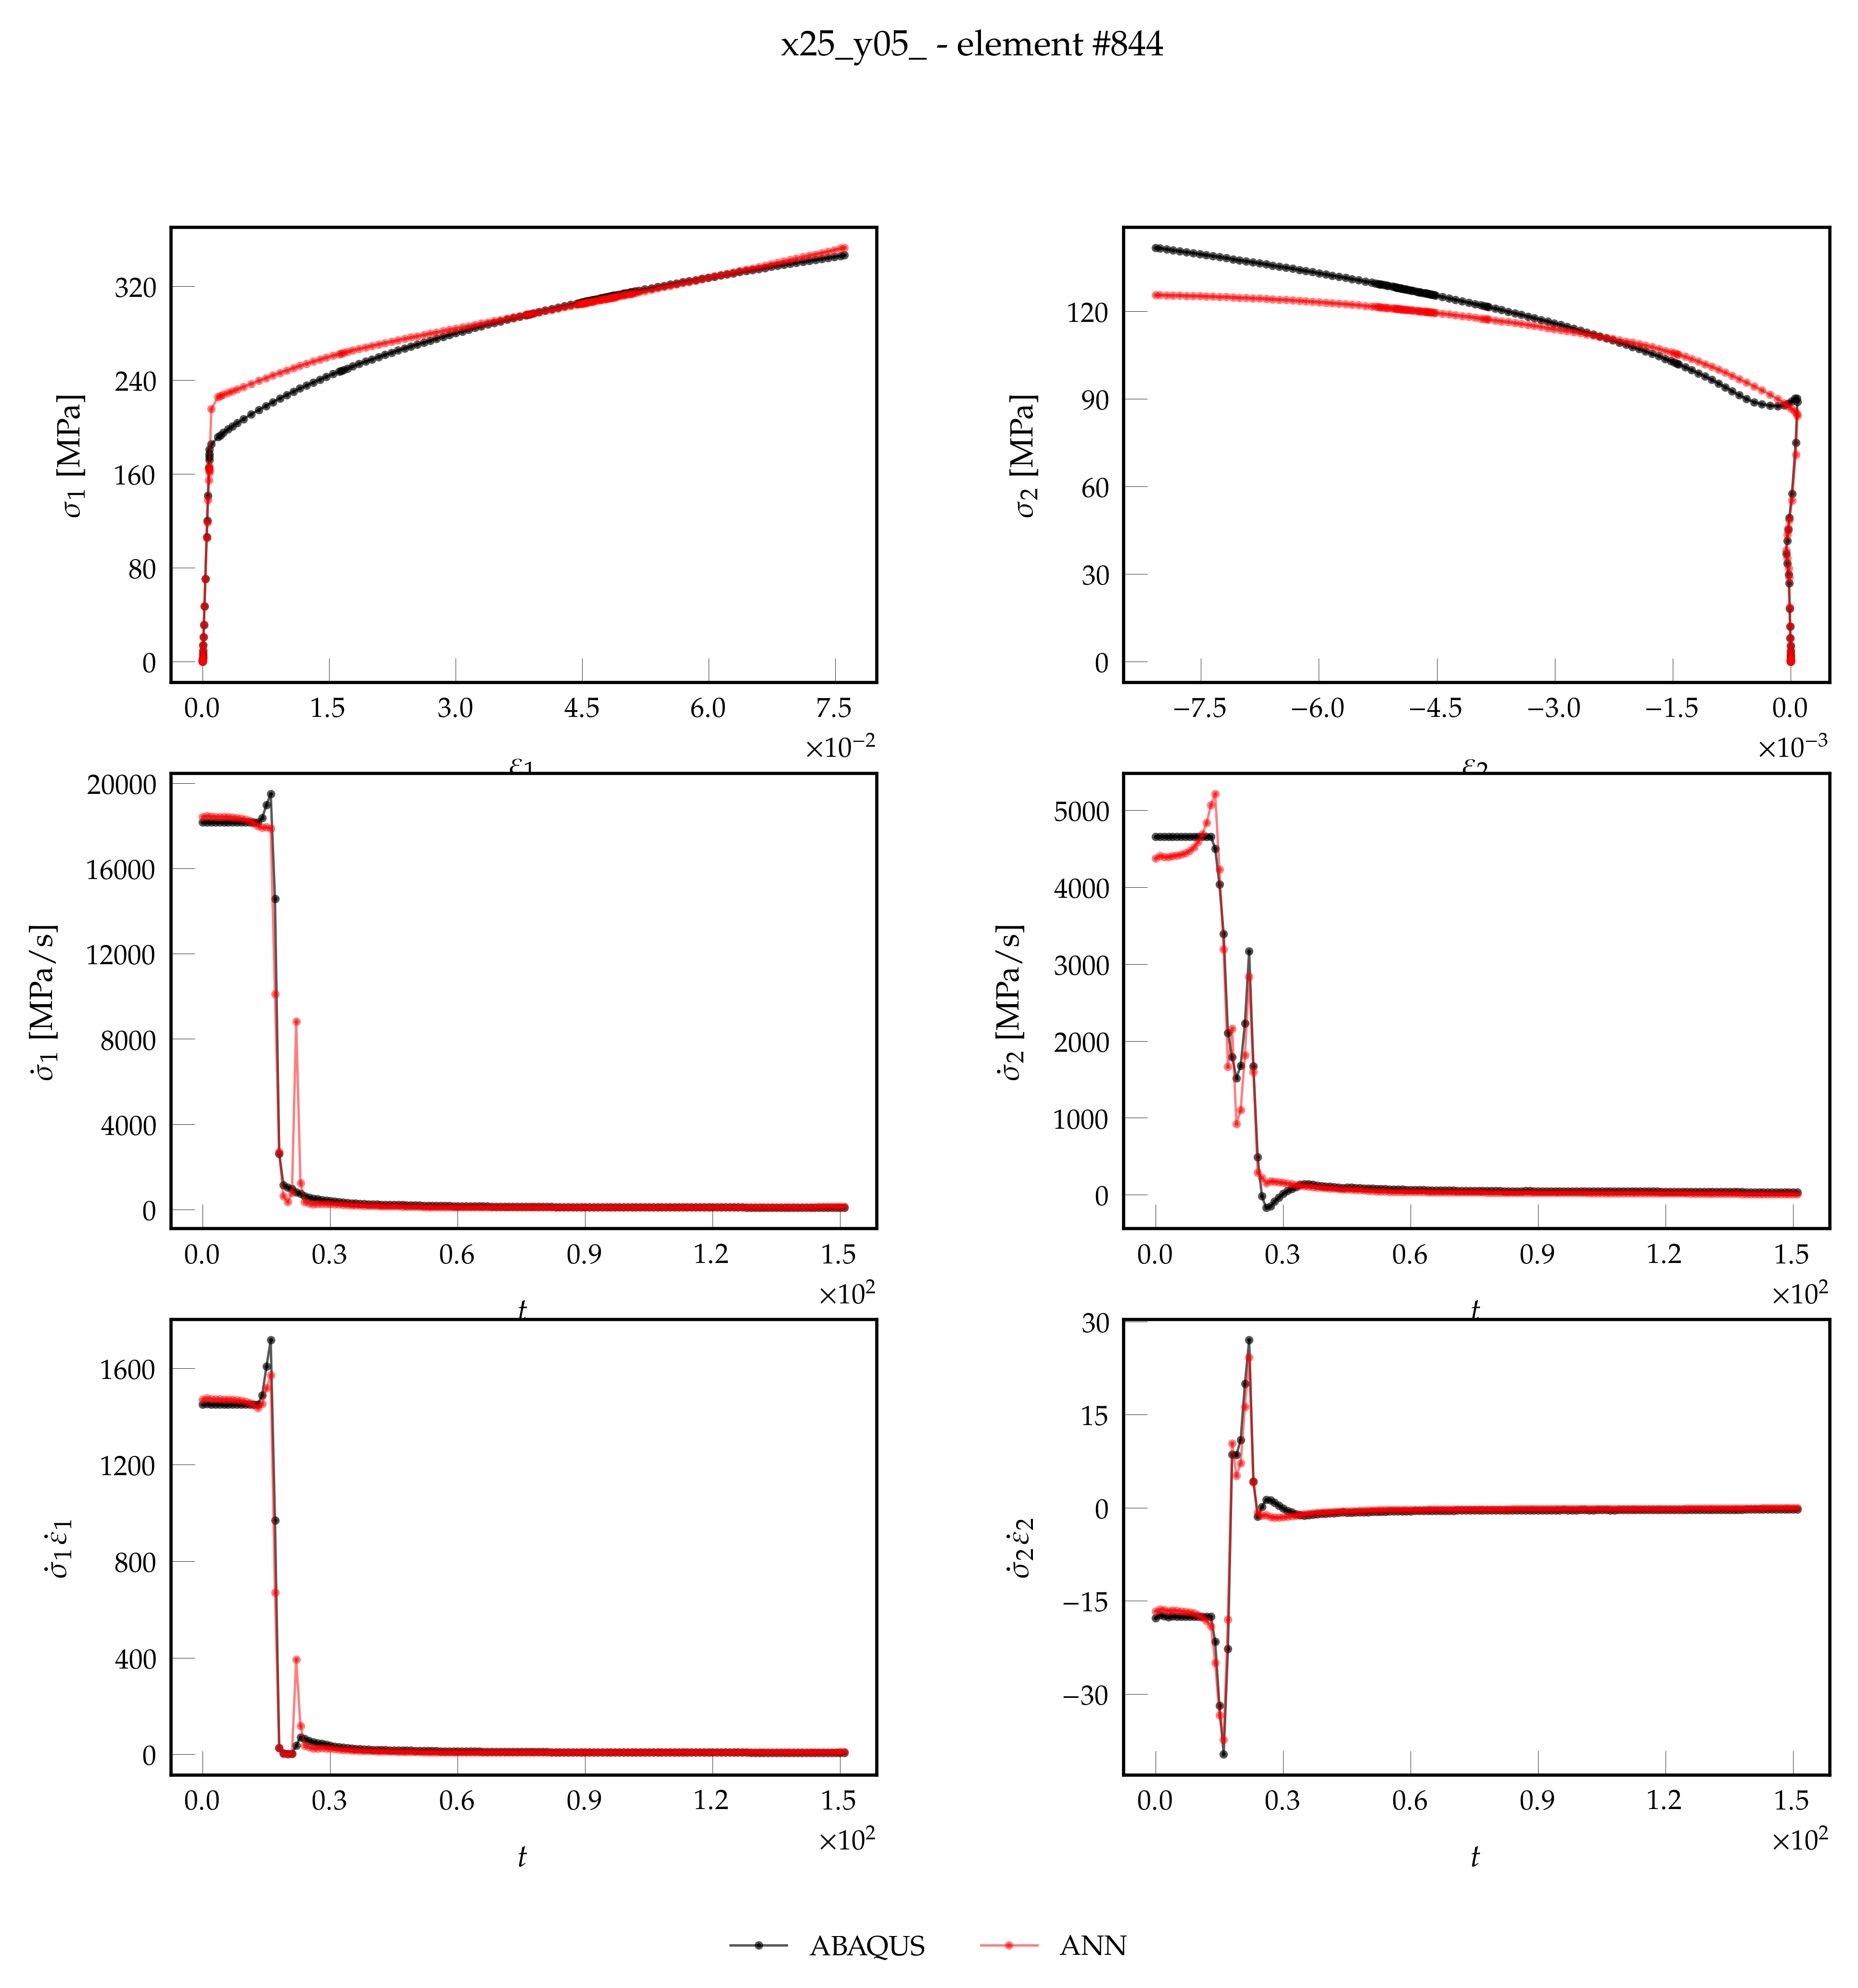 x25_y05_ - element #844
σ₁ [MPa]
320
240
160
80
0
0.0 1.5 3.0 4.5 6.0 7.5
×10⁻²
ε₁
σ₂ [MPa]
120
90
60
30
0
−7.5 −6.0 −4.5 −3.0 −1.5 0.0
×10⁻³
ε₂
σ̇₁ [MPa/s]
20000
16000
12000
8000
4000
0
0.0 0.3 0.6 0.9 1.2 1.5
×10²
t
σ̇₂ [MPa/s]
5000
4000
3000
2000
1000
0
0.0 0.3 0.6 0.9 1.2 1.5
×10²
t
σ̇₁ε̇₁
1600
1200
800
400
0
0.0 0.3 0.6 0.9 1.2 1.5
×10²
t
σ̇₂ε̇₂
30
15
0
−15
−30
0.0 0.3 0.6 0.9 1.2 1.5
×10²
t
ABAQUS ANN